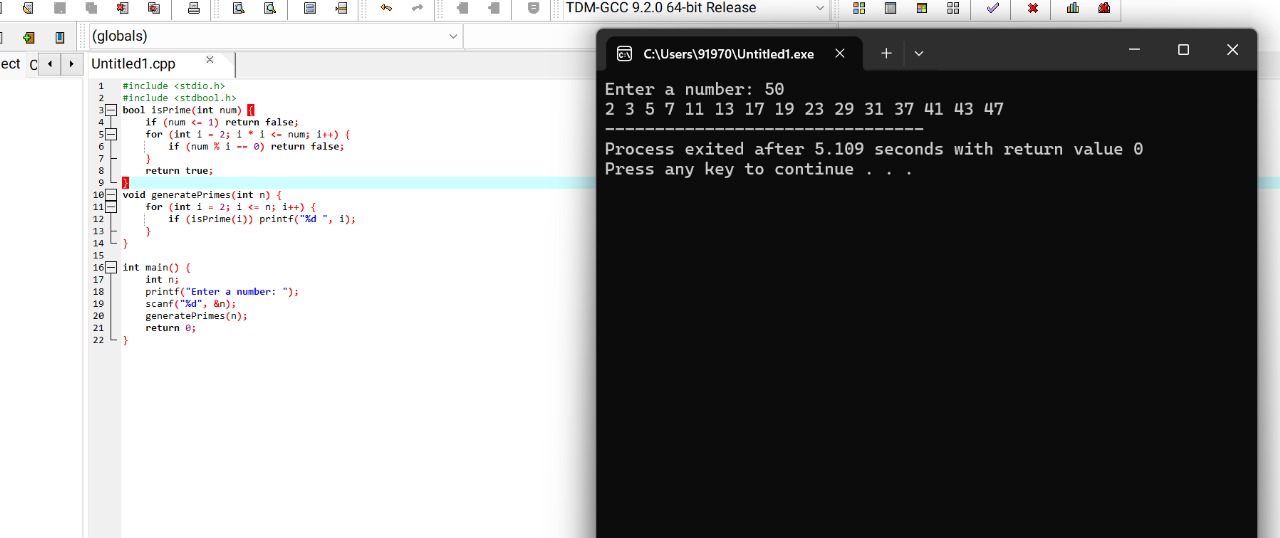 TDM-GCC 9.2.0 64-bit Release
(globals)
ect
Untitled1.cpp
1 #include <stdio.h>
2 #include <stdbool.h>
3 bool isPrime(int num) {
4 if (num <= 1) return false;
5 for (int i = 2; i * i <= num; i++) {
6 if (num % i == 0) return false;
7 }
8 return true;
9 }
10 void generatePrimes(int n) {
11 for (int i = 2; i <= n; i++) {
12 if (isPrime(i)) printf("%d ", i);
13 }
14 }
15
16 int main() {
17 int n;
18 printf("Enter a number: ");
19 scanf("%d", &n);
20 generatePrimes(n);
21 return 0;
22 }
C:\Users\91970\Untitled1.exe
Enter a number: 50
2 3 5 7 11 13 17 19 23 29 31 37 41 43 47
--------------------------------
Process exited after 5.109 seconds with return value 0
Press any key to continue . . .